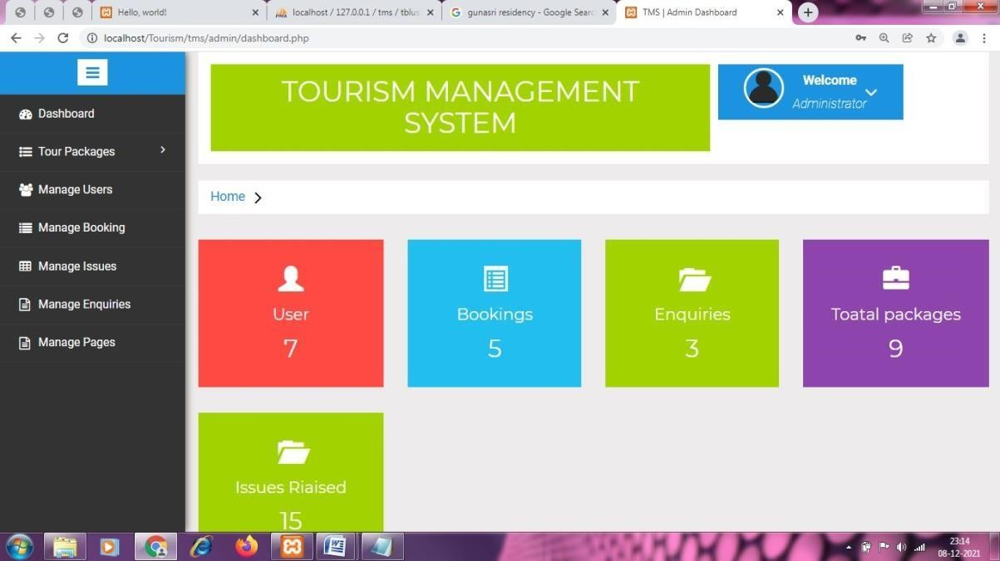 Hello, world!
localhost / 127.0.0.1 / tms / tblus
gunasri residency - Google Searc
TMS | Admin Dashboard
localhost/Tourism/tms/admin/dashboard.php
TOURISM MANAGEMENT
SYSTEM
Welcome
Administrator
Dashboard
Tour Packages
Manage Users
Manage Booking
Manage Issues
Manage Enquiries
Manage Pages
Home
User
7
Bookings
5
Enquiries
3
Toatal packages
9
Issues Riaised
15
23:14
08-12-2021